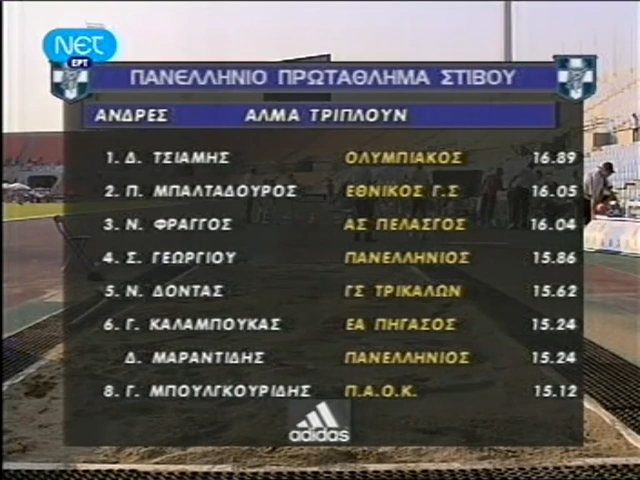 NET
ΕΡΤ
ΠΑΝΕΛΛΗΝΙΟ ΠΡΩΤΑΘΛΗΜΑ ΣΤΙΒΟΥ
ΑΝΔΡΕΣ ΑΛΜΑ ΤΡΙΠΛΟΥΝ
1. Δ. ΤΣΙΑΜΗΣ ΟΛΥΜΠΙΑΚΟΣ 16.89
2. Π. ΜΠΑΛΤΑΔΟΥΡΟΣ ΕΘΝΙΚΟΣ Γ.Σ 16.05
3. Ν. ΦΡΑΓΓΟΣ ΑΣ ΠΕΛΑΣΓΟΣ 16.04
4. Σ. ΓΕΩΡΓΙΟΥ ΠΑΝΕΛΛΗΝΙΟΣ 15.86
5. Ν. ΔΟΝΤΑΣ ΓΣ ΤΡΙΚΑΛΩΝ 15.62
6. Γ. ΚΑΛΑΜΠΟΥΚΑΣ ΕΑ ΠΗΓΑΣΟΣ 15.24
Δ. ΜΑΡΑΝΤΙΔΗΣ ΠΑΝΕΛΛΗΝΙΟΣ 15.24
8. Γ. ΜΠΟΥΛΓΚΟΥΡΙΔΗΣ Π.Α.Ο.Κ. 15.12
adidas